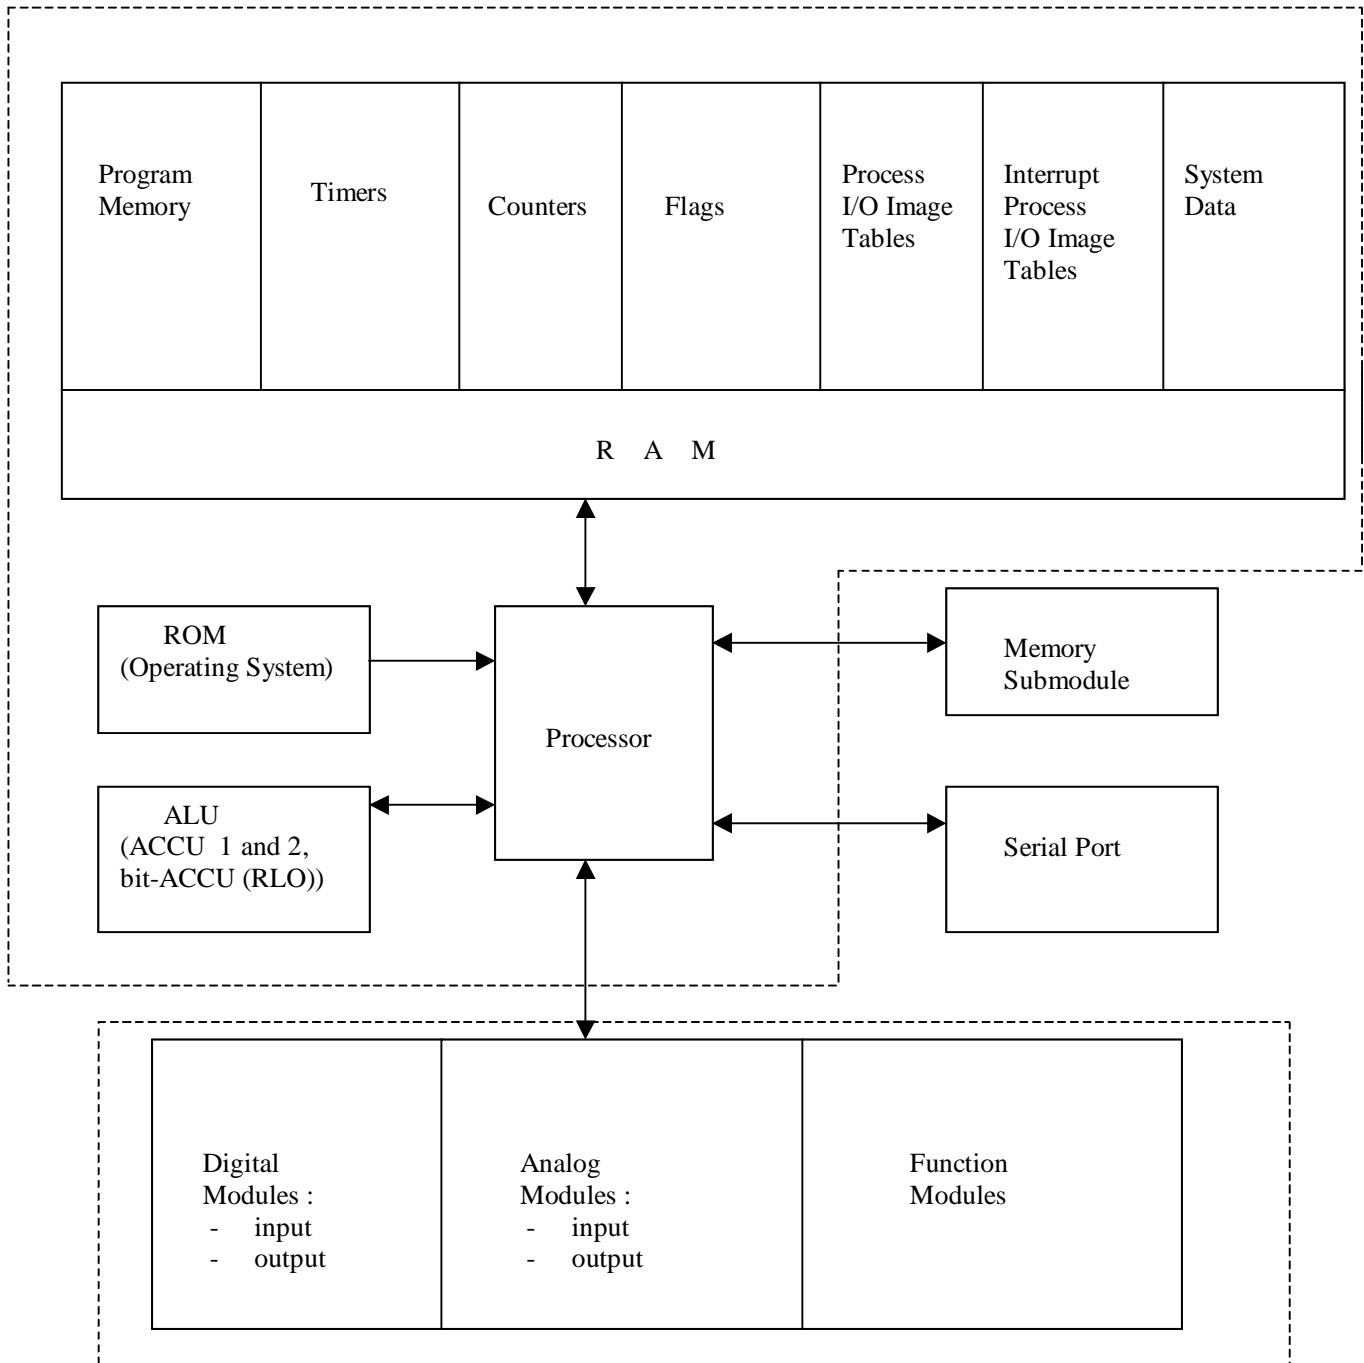 Program
Memory
Timers
Counters
Flags
Process
I/O Image
Tables
Interrupt
Process
I/O Image
Tables
System
Data
R A M
ROM
(Operating System)
Processor
Memory
Submodule
ALU
(ACCU 1 and 2,
bit-ACCU (RLO))
Serial Port
Digital
Modules :
- input
- output
Analog
Modules :
- input
- output
Function
Modules